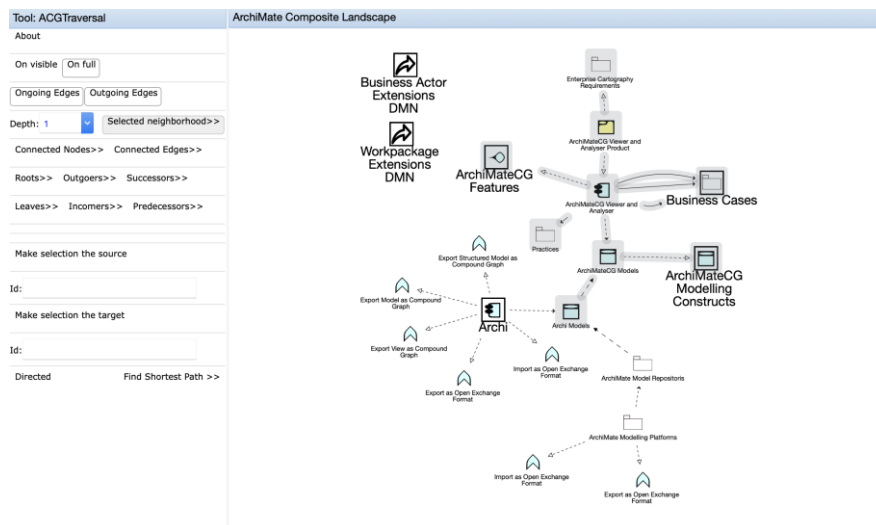 Tool: ACGTraversal
ArchiMate Composite Landscape
About
On visible On full
Ongoing Edges Outgoing Edges
Depth: 1 Selected neighborhood>>
Connected Nodes>> Connected Edges>>
Roots>> Outgoers>> Successors>>
Leaves>> Incomers>> Predecessors>>
Make selection the source
Id:
Make selection the target
Id:
Directed Find Shortest Path >>
Business Actor
Extensions
DMN
Workpackage
Extensions
DMN
Enterprise Cartography
Requirements
ArchiMateCG Viewer and
Analyser Product
ArchiMateCG
Features
ArchiMateCG Viewer and
Analyser
Business Cases
Practices
ArchiMateCG Models
ArchiMateCG
Modelling
Constructs
Export Structured Model as
Compound Graph
Export Model as Compound
Graph
Archi
Archi Models
Export View as Compound
Graph
Import as Open Exchange
Format
Export as Open Exchange
Format
ArchiMate Model Repositoris
ArchiMate Modelling Platforms
Import as Open Exchange
Format
Export as Open Exchange
Format